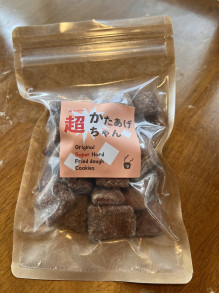 超かたあげ
ちゃん
Original
Super Hard
Fried dough
Cookies